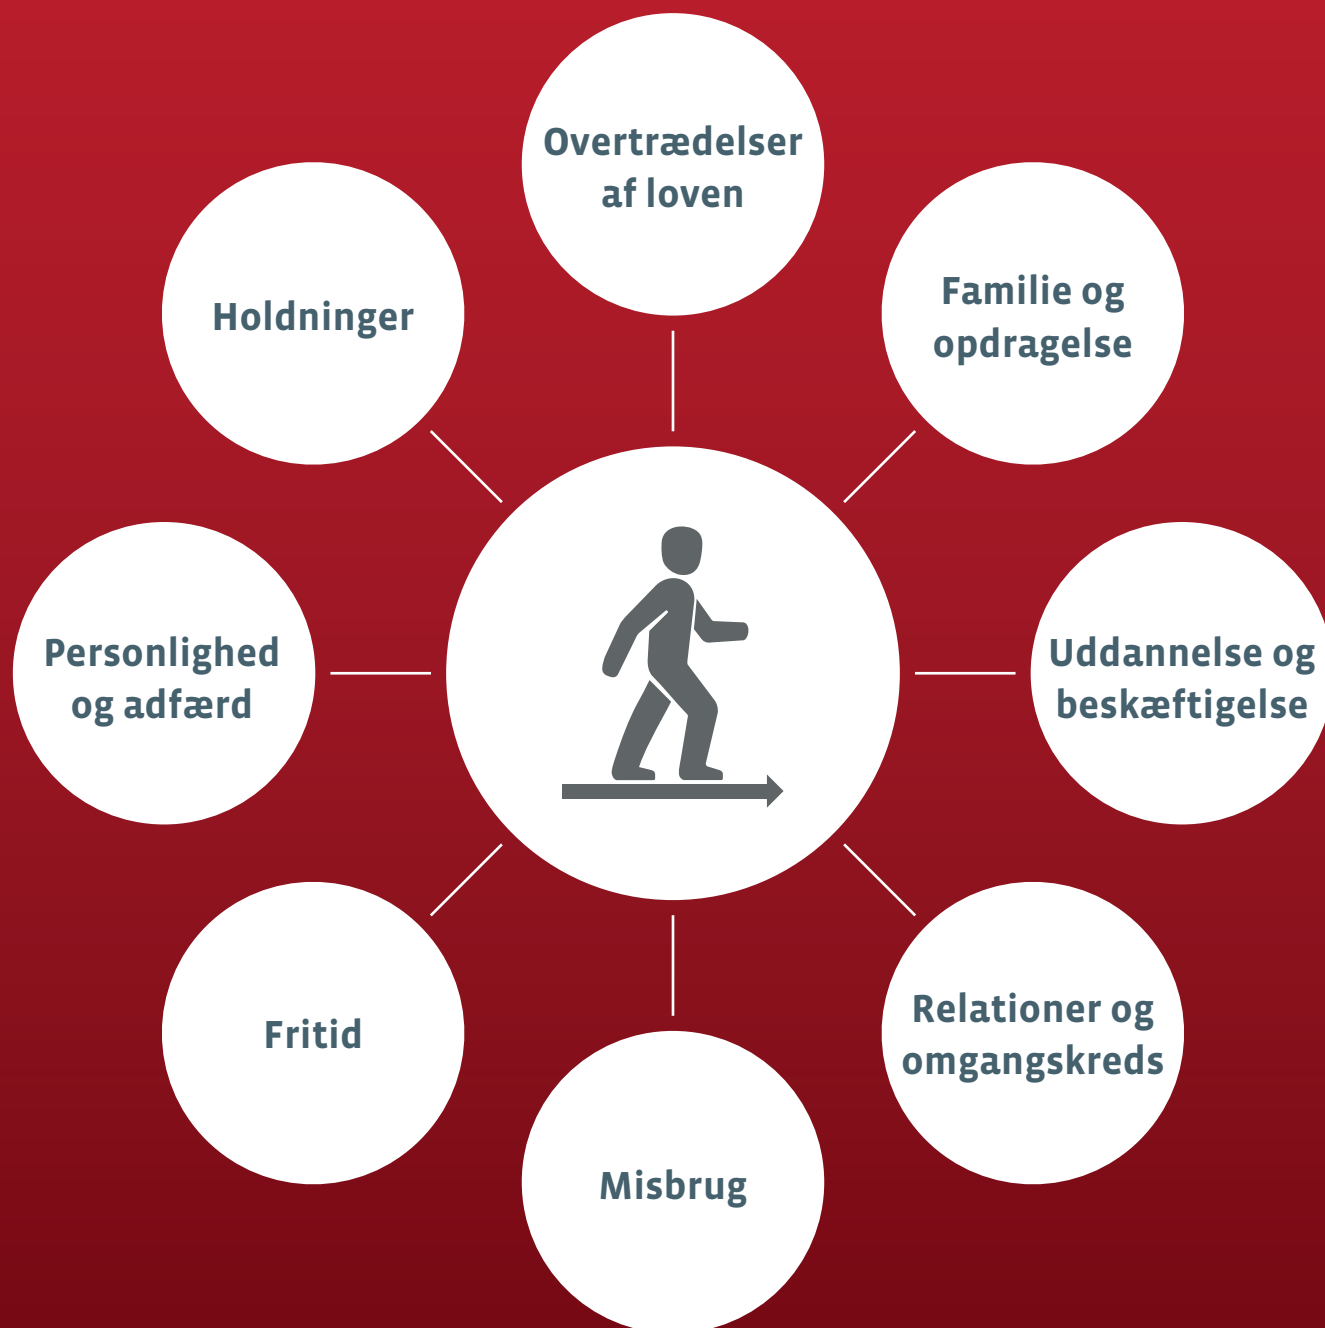 Overtrædelser
af loven
Familie og
opdragelse
Uddannelse og
beskæftigelse
Relationer og
omgangskreds
Misbrug
Fritid
Personlighed
og adfærd
Holdninger